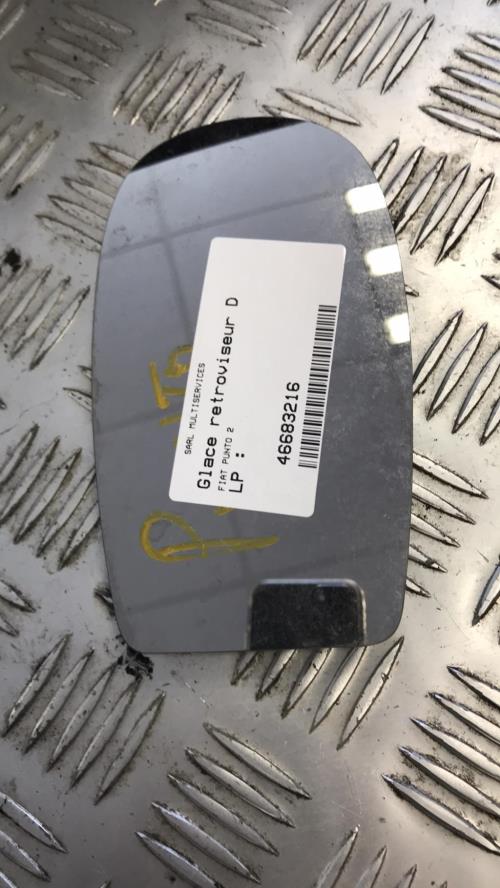 SARL MULTISERVICES
Glace retroviseur D
FIAT PUNTO 2
LP :
46683216